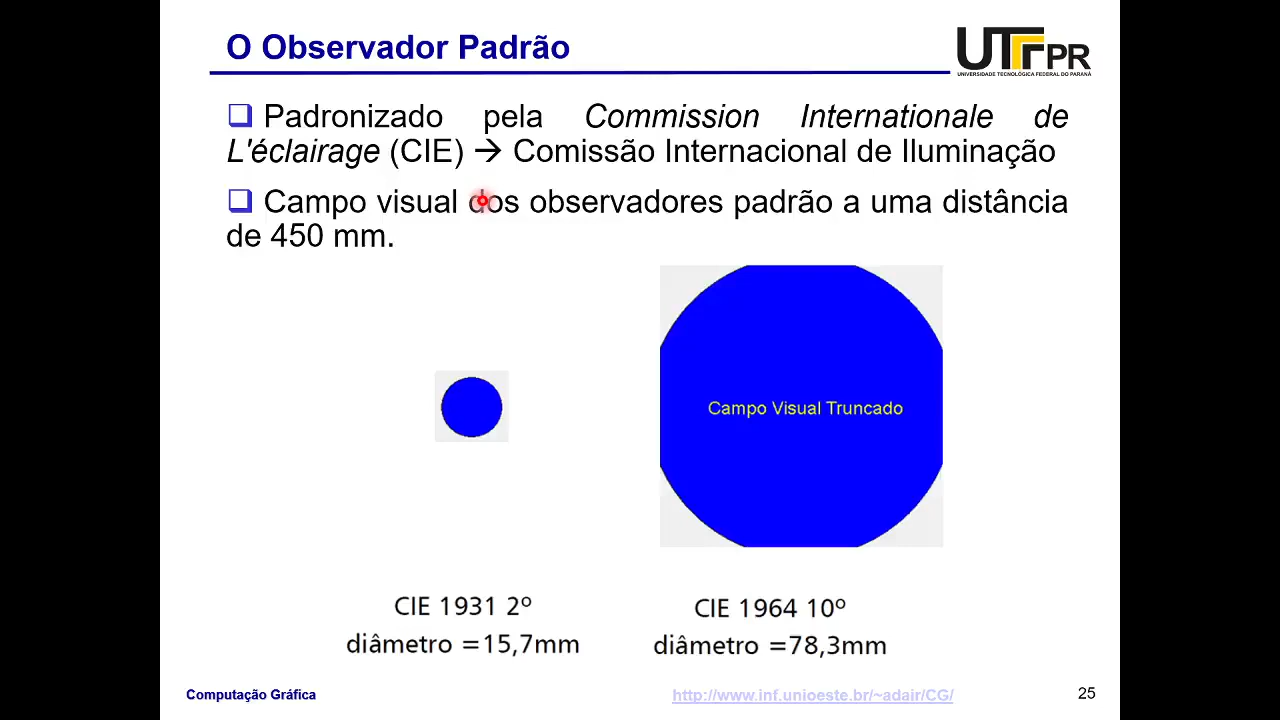 O Observador Padrão
UTFPR
UNIVERSIDADE TECNOLÓGICA FEDERAL DO PARANÁ
Padronizado pela Commission Internationale de
L'éclairage (CIE) → Comissão Internacional de Iluminação
Campo visual dos observadores padrão a uma distância
de 450 mm.
Campo Visual Truncado
CIE 1931 2º
diâmetro =15,7mm
CIE 1964 10º
diâmetro =78,3mm
Computação Gráfica
http://www.inf.unioeste.br/~adair/CG/
25